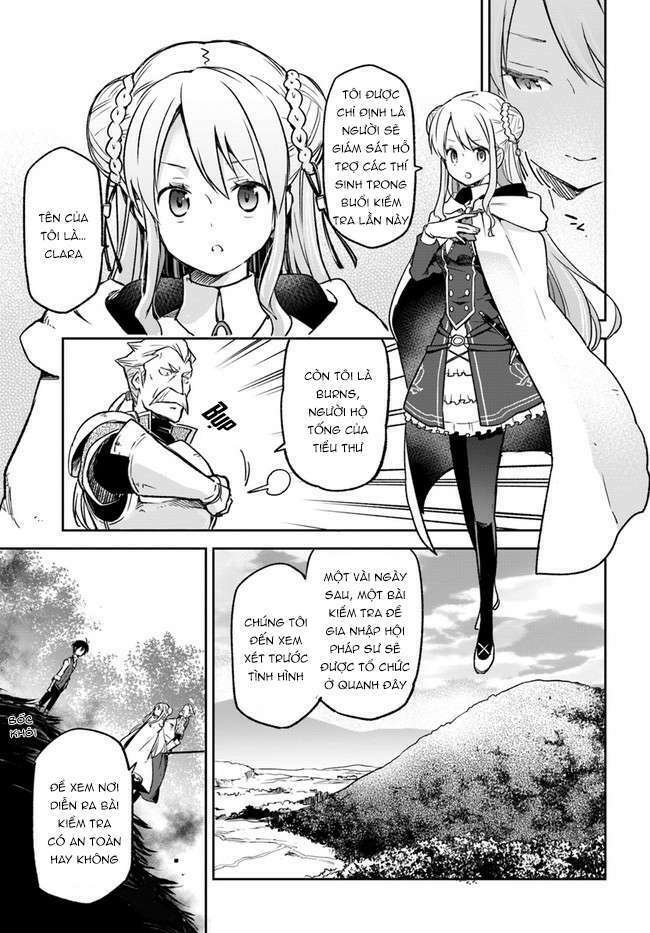 TÔI ĐƯỢC
CHỈ ĐỊNH LÀ
NGƯỜI SẼ
GIÁM SÁT HỖ
TRỢ CÁC THÍ
SINH TRONG
BUỔI KIỂM
TRA LẦN NÀY
TÊN CỦA
TÔI LÀ...
CLARA
CÒN TÔI LÀ
BURNS,
NGƯỜI HỘ
TỐNG CỦA
TIỂU THƯ
BỤP
MỘT VÀI NGÀY
SAU, MỘT BÀI
KIỂM TRA ĐỂ
GIA NHẬP HỘI
PHÁP SƯ SẼ
ĐƯỢC TỔ CHỨC
Ở QUANH ĐÂY
CHÚNG TÔI
ĐẾN XEM
XÉT TRƯỚC
TÌNH HÌNH
BỐC
KHÓI
ĐỂ XEM NƠI
DIỄN RA BÀI
KIỂM TRA
CÓ AN TOÀN
HAY KHÔNG